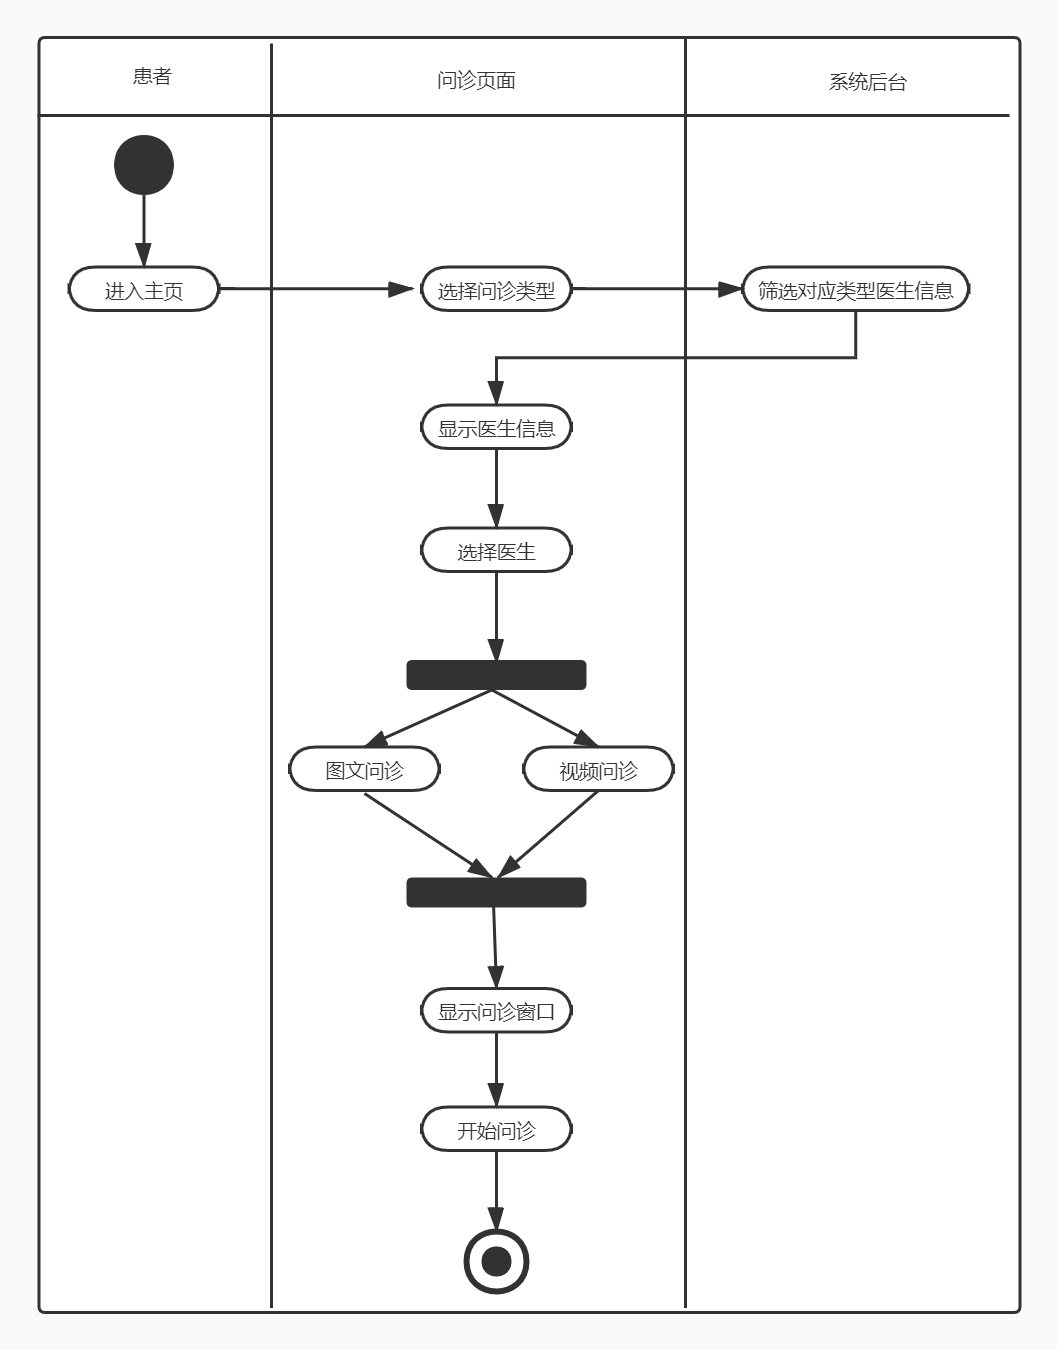 患者
问诊页面
系统后台
进入主页
选择问诊类型
筛选对应类型医生信息
显示医生信息
选择医生
图文问诊
视频问诊
显示问诊窗口
开始问诊